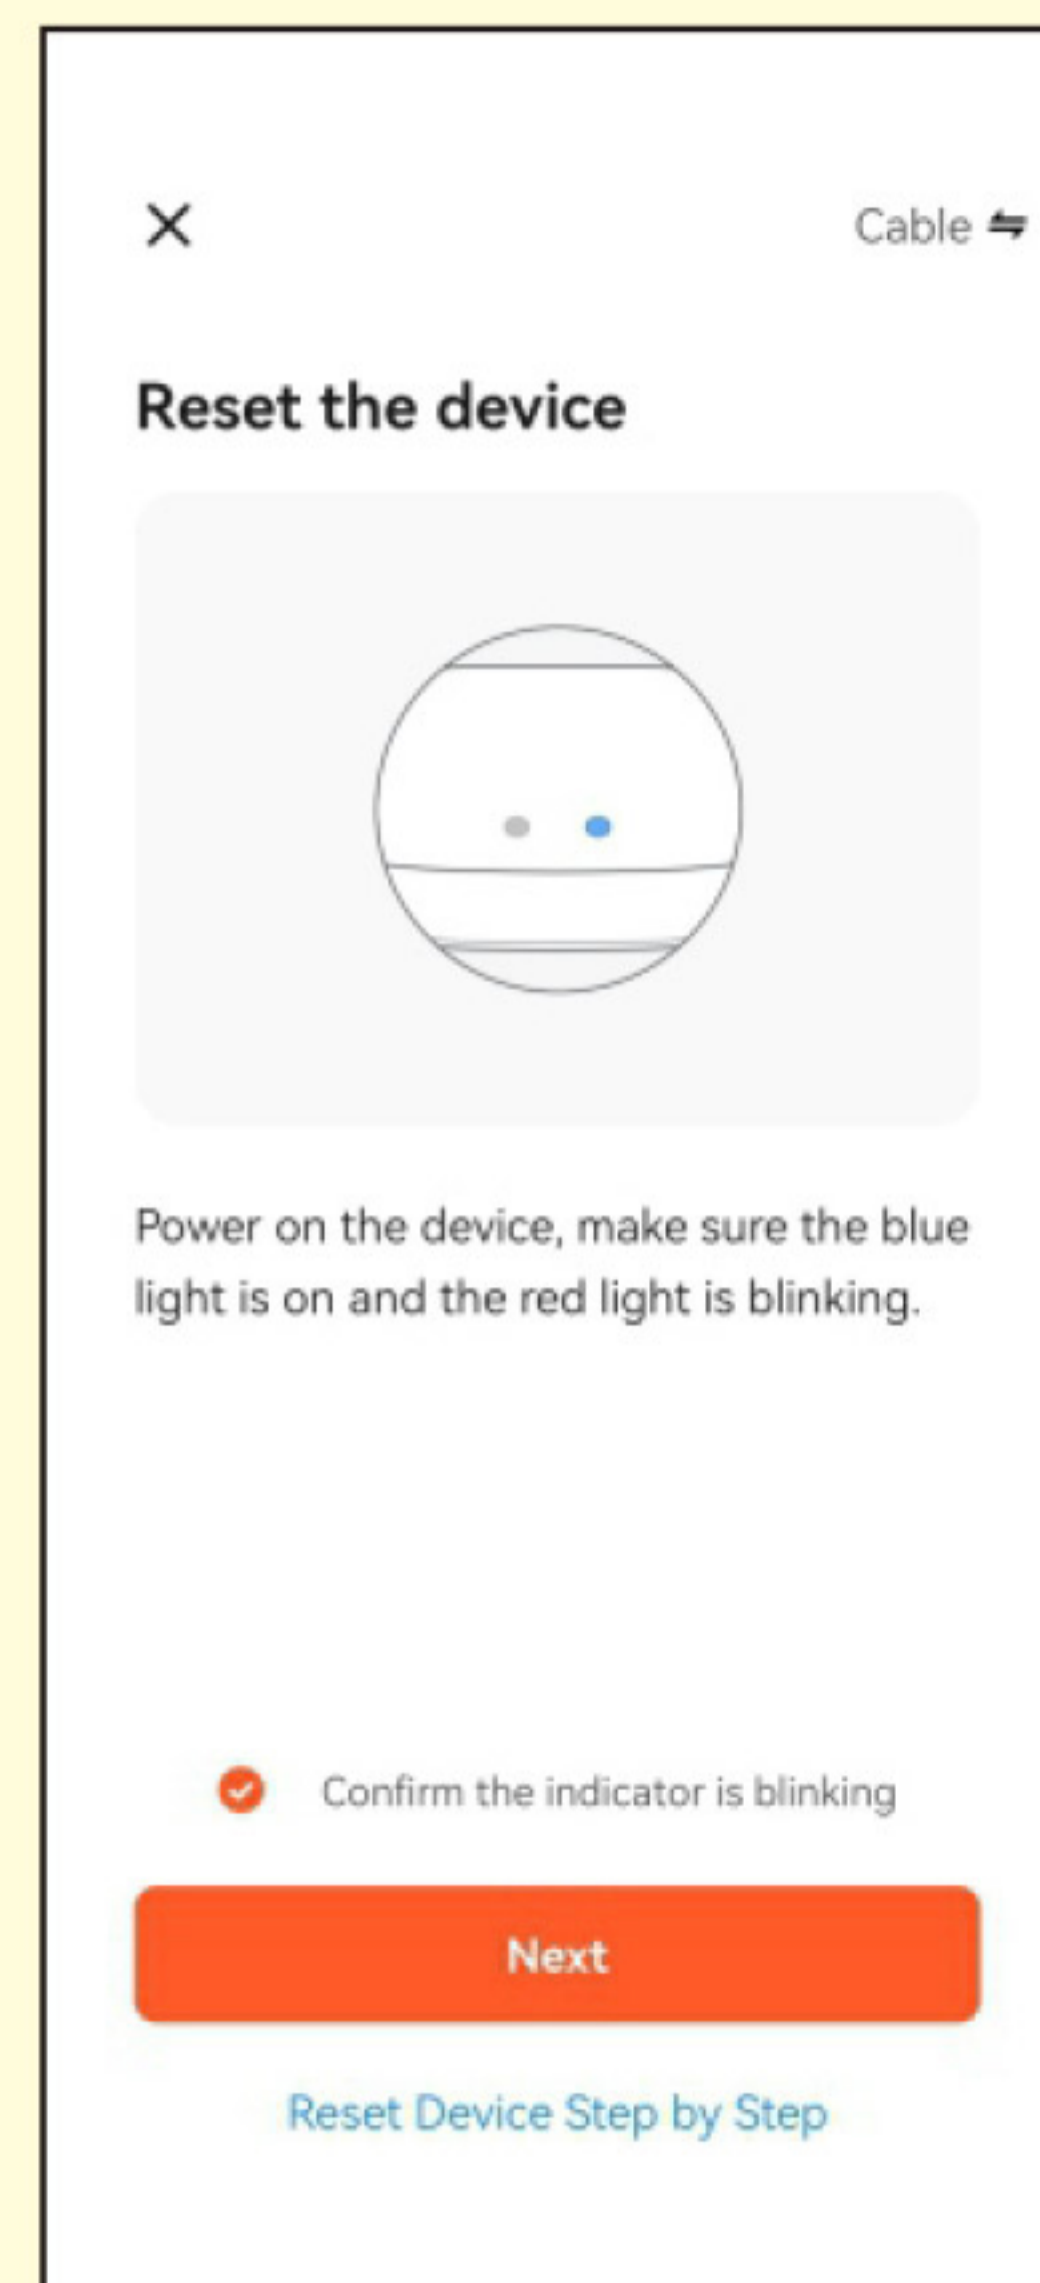 Cable ⇋
Reset the device
Power on the device, make sure the blue
light is on and the red light is blinking.
Confirm the indicator is blinking
Next
Reset Device Step by Step